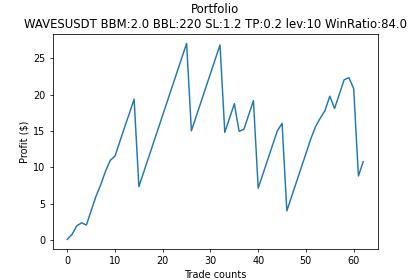 Portfolio
WAVESUSDT BBM:2.0 BBL:220 SL:1.2 TP:0.2 lev:10 WinRatio:84.0
25
20
15
10
5
0
Profit ($)
0 10 20 30 40 50 60
Trade counts